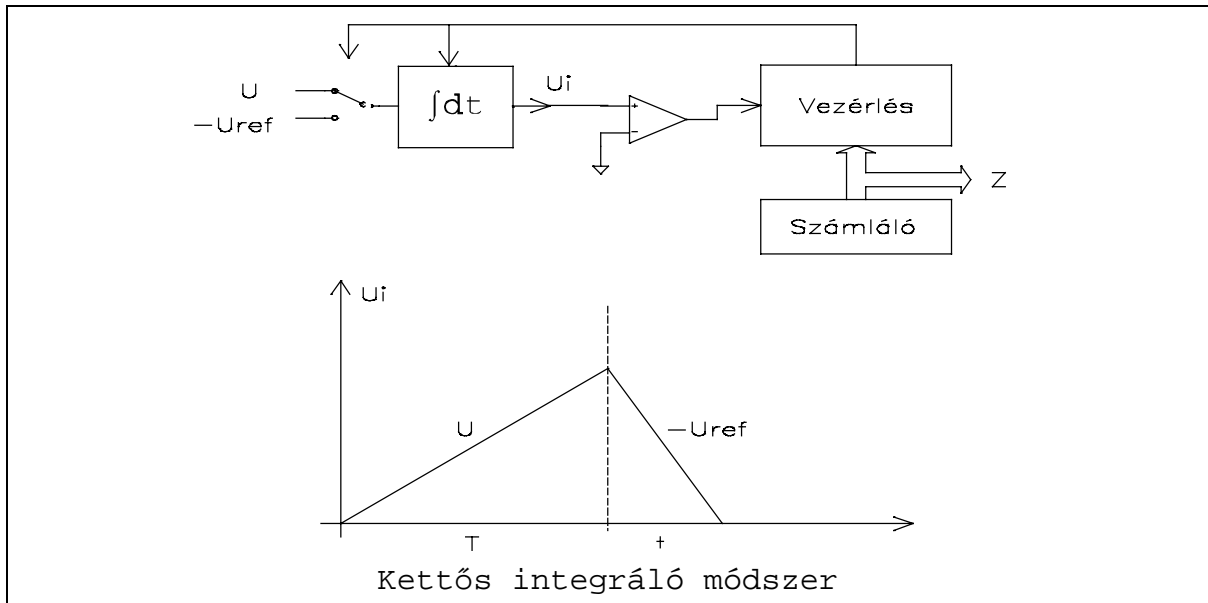 U
-Uref
∫dt
Ui
+
-
Vezérlés
Z
Számláló
Ui
U
-Uref
T
t
Kettős integráló módszer